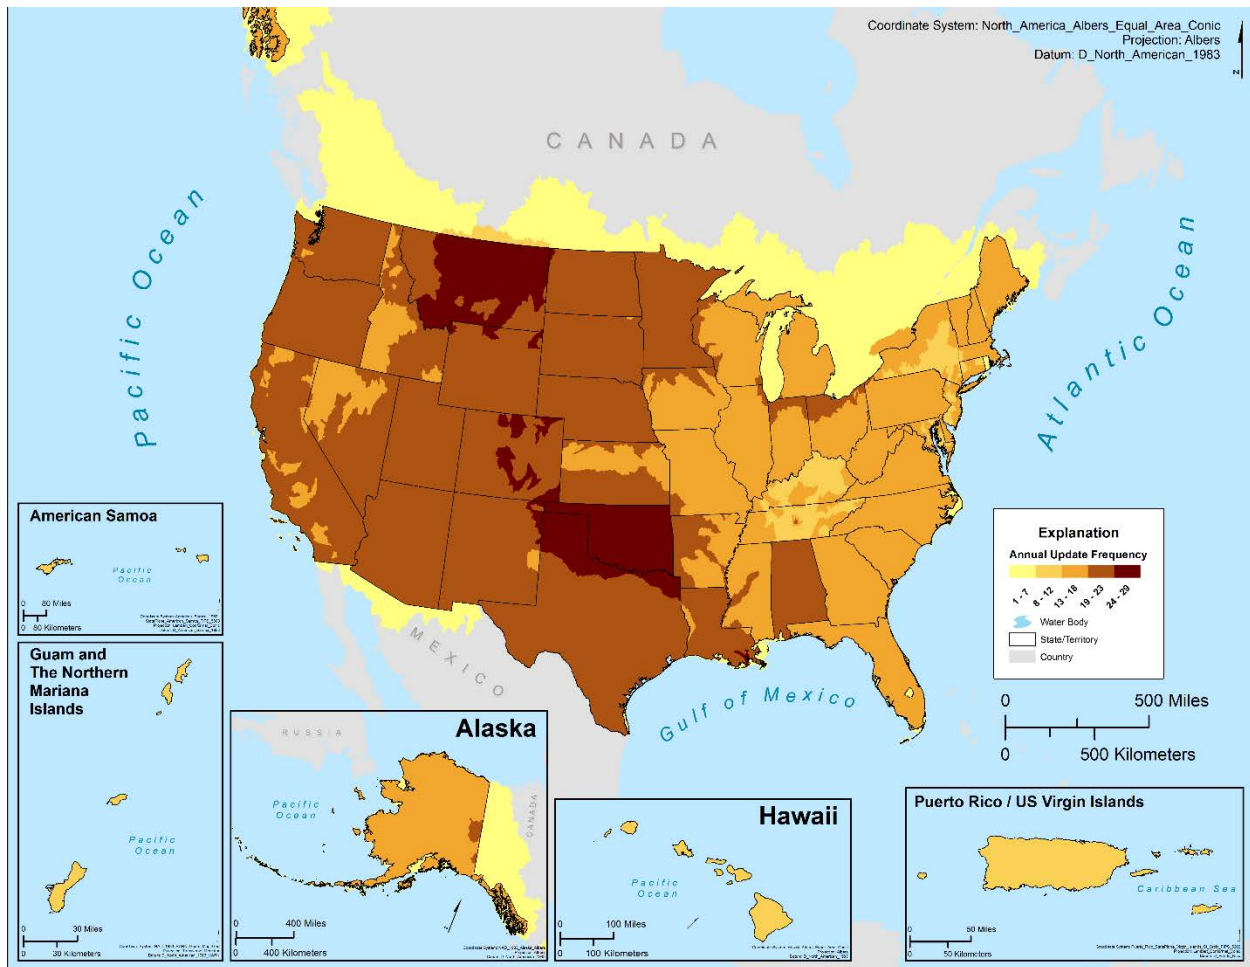 Coordinate System: North_America_Albers_Equal_Area_Conic
Projection: Albers
Datum: D_North_American_1983
N
CANADA
Pacific Ocean
Atlantic Ocean
MEXICO
Gulf of Mexico
Explanation
Annual Update Frequency
1 - 7
8 - 12
13 - 18
19 - 23
24 - 29
Water Body
State/Territory
Country
0 500 Miles
0 500 Kilometers
American Samoa
Pacific
Ocean
0 80 Miles
0 80 Kilometers
Guam and
The Northern
Mariana
Islands
Pacific
Ocean
0 30 Miles
0 30 Kilometers
Alaska
RUSSIA
CANADA
Pacific
Ocean
0 400 Miles
0 400 Kilometers
Hawaii
Pacific
Ocean
0 100 Miles
0 100 Kilometers
Puerto Rico / US Virgin Islands
Caribbean Sea
0 50 Miles
0 50 Kilometers